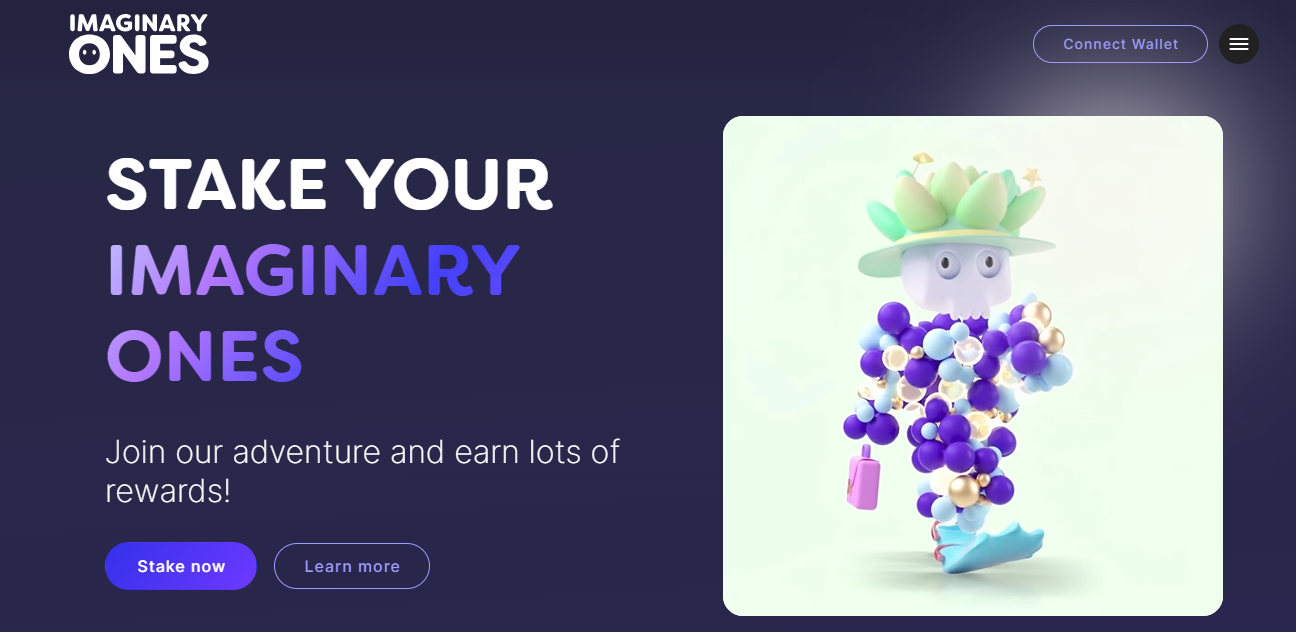 IMAGINARY
ONES
Connect Wallet
STAKE YOUR
IMAGINARY
ONES
Join our adventure and earn lots of
rewards!
Stake now
Learn more